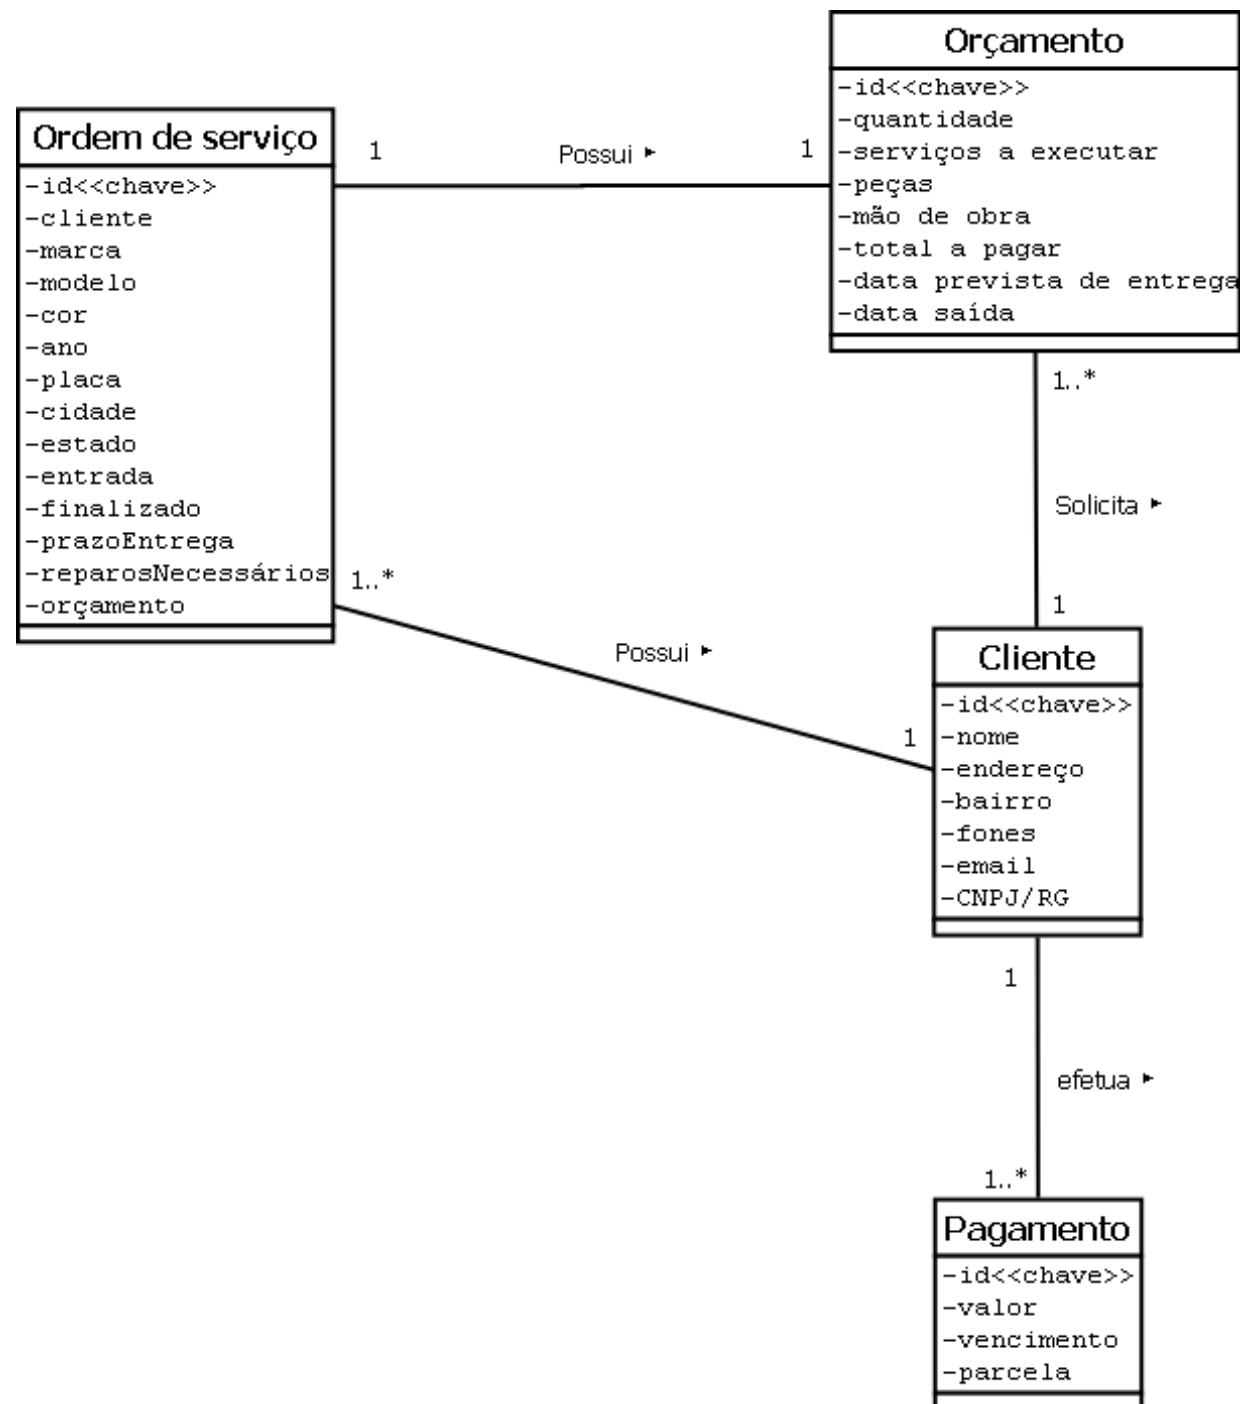 Orçamento
-id<<chave>>
-quantidade
-serviços a executar
-peças
-mão de obra
-total a pagar
-data prevista de entrega
-data saída
Ordem de serviço
-id<<chave>>
-cliente
-marca
-modelo
-cor
-ano
-placa
-cidade
-estado
-entrada
-finalizado
-prazoEntrega
-reparosNecessários
-orçamento
1
Possui ►
1
1..*
Solicita ►
1
1..*
Possui ►
1
Cliente
-id<<chave>>
-nome
-endereço
-bairro
-fones
-email
-CNPJ/RG
1
efetua ►
1..*
Pagamento
-id<<chave>>
-valor
-vencimento
-parcela